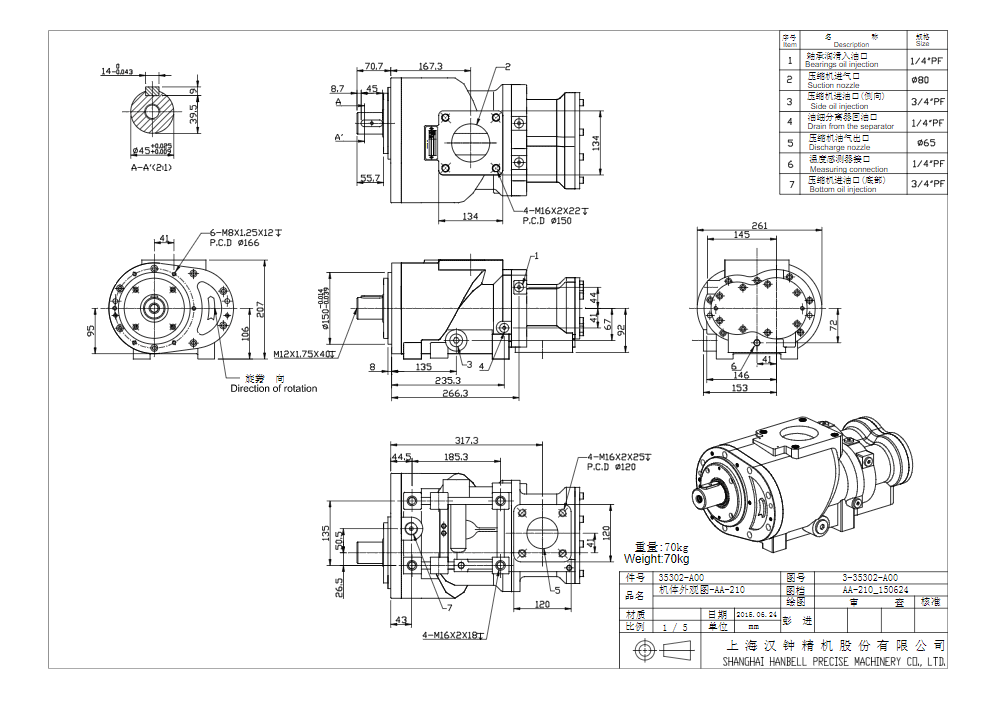 序号 名 称 规格
Item Description Size
1 轴承润滑入油口 1/4"PF
Bearings oil injection
2 压缩机进气口 Ø80
Suction nozzle
3 压缩机进油口(侧向) 3/4"PF
Side oil injection
4 油细分离器回油口 1/4"PF
Drain from the separator
5 压缩机油气出口 Ø65
Discharge nozzle
6 温度感测器接口 1/4"PF
Measuring connection
7 压缩机进油口(底部) 3/4"PF
Bottom oil injection
14 0 -0.043
9
39.5
Ø45 +0.025 +0.009
A-A'(2:1)
70.7 167.3 2
8.7 45
A
A'
55.7
134
134
4-M16X2X22↧
P.C.D Ø150
6-M8X1.25X12↧
P.C.D Ø166
41
95
106
207
旋转 向
Direction of rotation
Ø150 -0.014 -0.039
M12X1.75X40↧
1
44
41
67
92
3 4
8 135
235.3
266.3
261
145
72
6 41
146
153
317.3
44.5 185.3
4-M16X2X25↧
P.C.D Ø120
135
50.5
26.5
41
120
5
120
7
43
4-M16X2X18↧
重量:70kg
Weight:70kg
件号 35302-A00 图号 3-35302-A00
品名 机体外观图-AA-210 图档 AA-210_150624
绘图 审 查 核准
材质 日期 2015.06.24 彭 进
比例 1 / 5 单位 mm
上海汉钟精机股份有限公司
SHANGHAI HANBELL PRECISE MACHINERY CO., LTD.